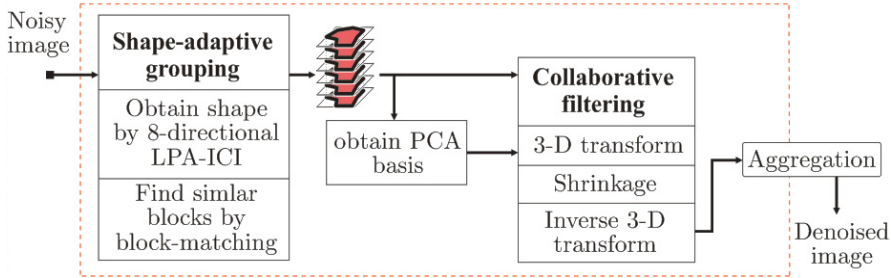 Noisy
image
Shape-adaptive
grouping
Obtain shape
by 8-directional
LPA-ICI
Find simlar
blocks by
block-matching
obtain PCA
basis
Collaborative
filtering
3-D transform
Shrinkage
Inverse 3-D
transform
Aggregation
Denoised
image